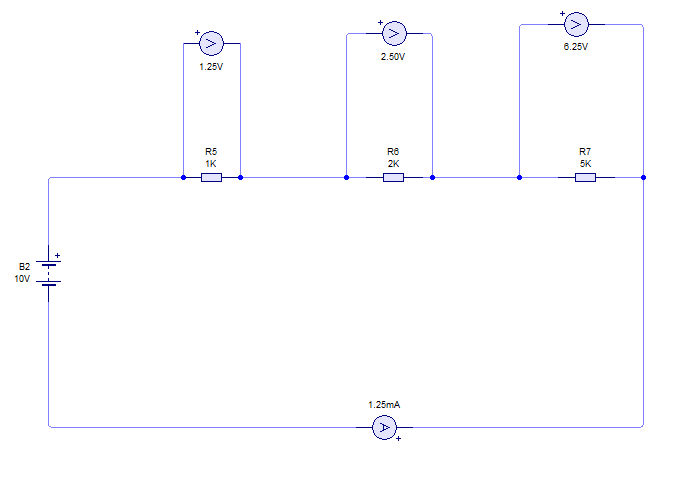 +
1.25V
+
2.50V
+
6.25V
R5
1K
R6
2K
R7
5K
+
B2
10V
1.25mA
A
+